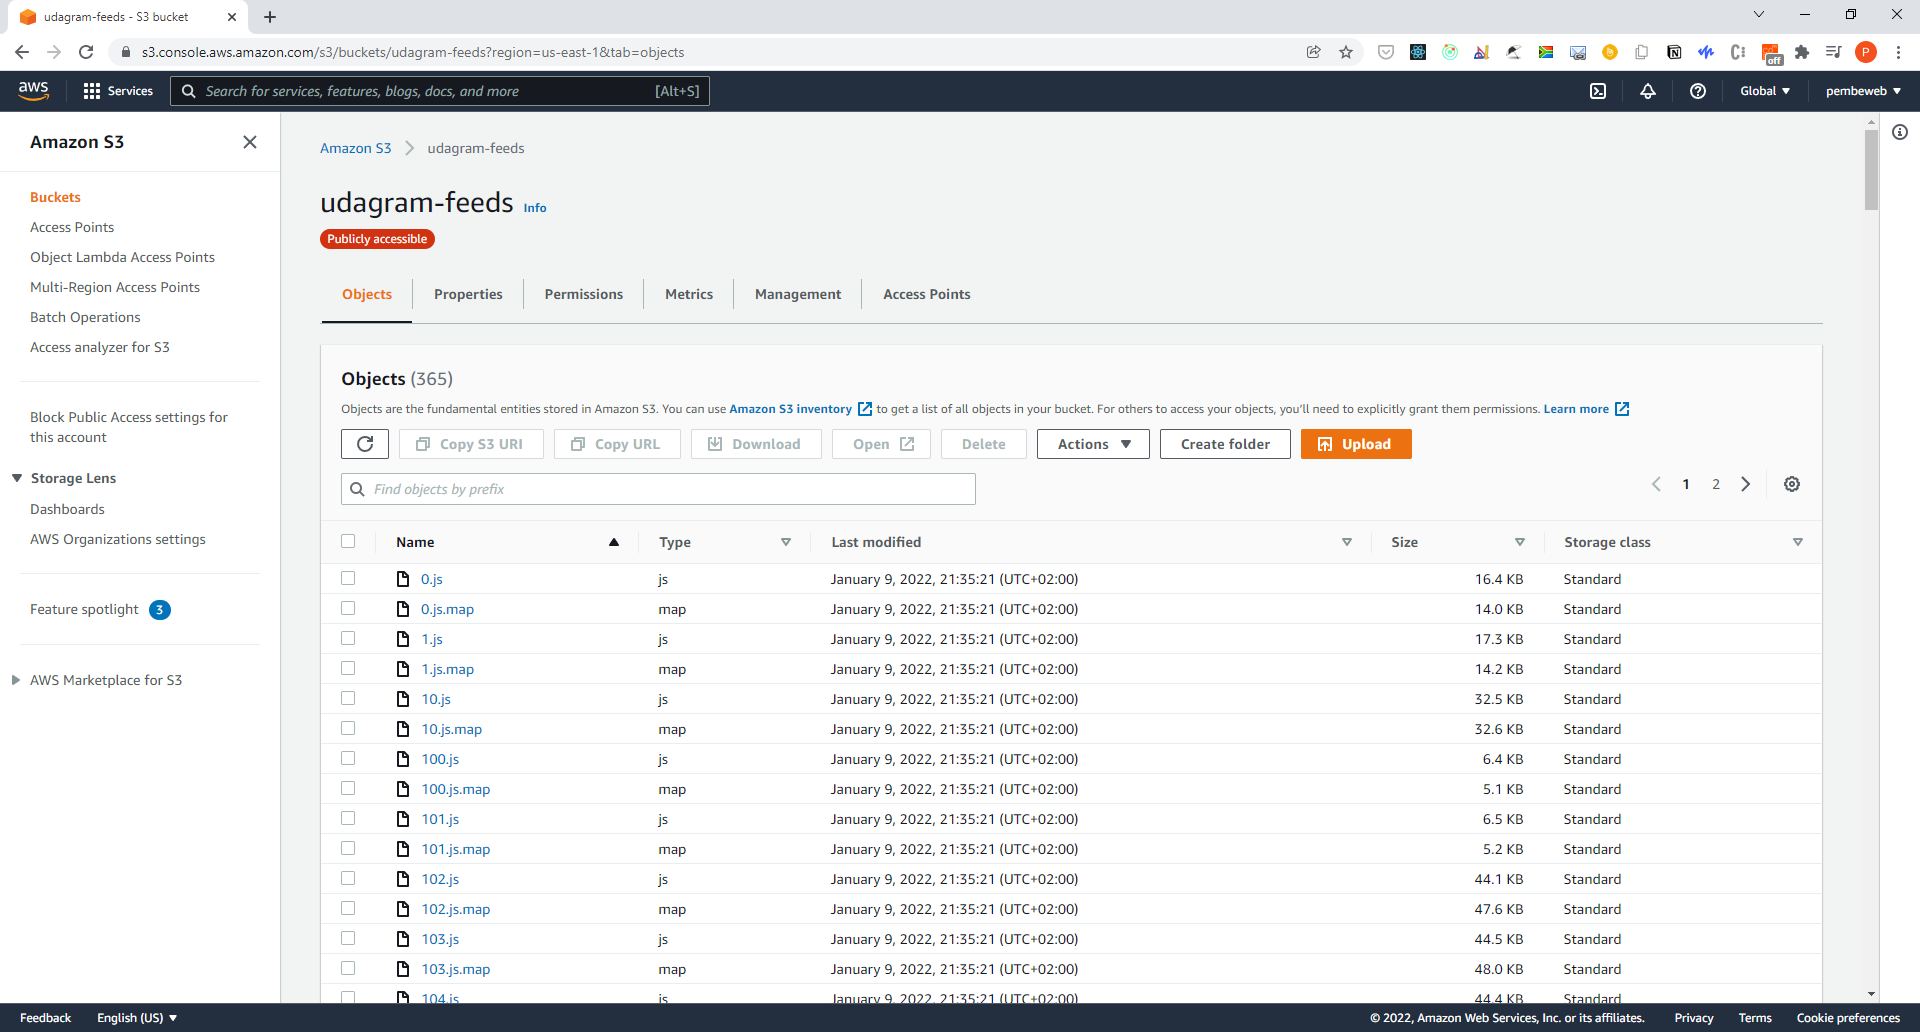 udagram-feeds - S3 bucket
s3.console.aws.amazon.com/s3/buckets/udagram-feeds?region=us-east-1&tab=objects
off
P
aws Services Search for services, features, blogs, docs, and more [Alt+S] Global pembeweb
Amazon S3
Buckets
Access Points
Object Lambda Access Points
Multi-Region Access Points
Batch Operations
Access analyzer for S3
Block Public Access settings for
this account
Storage Lens
Dashboards
AWS Organizations settings
Feature spotlight 3
AWS Marketplace for S3
Amazon S3 udagram-feeds
udagram-feeds Info
Publicly accessible
Objects Properties Permissions Metrics Management Access Points
Objects (365)
Objects are the fundamental entities stored in Amazon S3. You can use Amazon S3 inventory to get a list of all objects in your bucket. For others to access your objects, you'll need to explicitly grant them permissions. Learn more
Copy S3 URI Copy URL Download Open Delete Actions Create folder Upload
Find objects by prefix 1 2
Name Type Last modified Size Storage class
0.js js January 9, 2022, 21:35:21 (UTC+02:00) 16.4 KB Standard
0.js.map map January 9, 2022, 21:35:21 (UTC+02:00) 14.0 KB Standard
1.js js January 9, 2022, 21:35:21 (UTC+02:00) 17.3 KB Standard
1.js.map map January 9, 2022, 21:35:21 (UTC+02:00) 14.2 KB Standard
10.js js January 9, 2022, 21:35:21 (UTC+02:00) 32.5 KB Standard
10.js.map map January 9, 2022, 21:35:21 (UTC+02:00) 32.6 KB Standard
100.js js January 9, 2022, 21:35:21 (UTC+02:00) 6.4 KB Standard
100.js.map map January 9, 2022, 21:35:21 (UTC+02:00) 5.1 KB Standard
101.js js January 9, 2022, 21:35:21 (UTC+02:00) 6.5 KB Standard
101.js.map map January 9, 2022, 21:35:21 (UTC+02:00) 5.2 KB Standard
102.js js January 9, 2022, 21:35:21 (UTC+02:00) 44.1 KB Standard
102.js.map map January 9, 2022, 21:35:21 (UTC+02:00) 47.6 KB Standard
103.js js January 9, 2022, 21:35:21 (UTC+02:00) 44.5 KB Standard
103.js.map map January 9, 2022, 21:35:21 (UTC+02:00) 48.0 KB Standard
104.js js January 9, 2022, 21:35:21 (UTC+02:00) 44.4 KB Standard
Feedback English (US) © 2022, Amazon Web Services, Inc. or its affiliates. Privacy Terms Cookie preferences